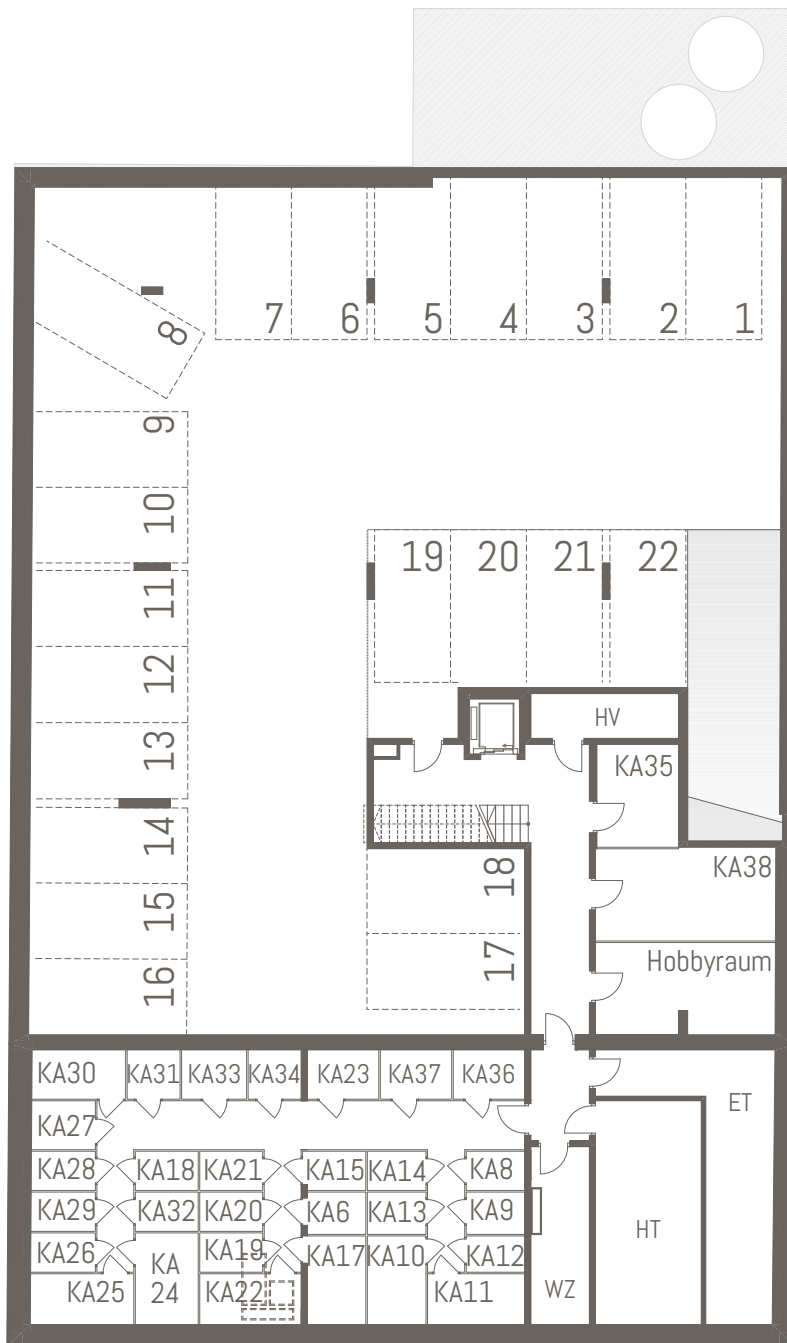 7 6 5 4 3 2 1
8
9
10
19 20 21 22
11
12
HV
13
KA35
14
18
KA38
15
17
Hobbyraum
16
KA30 KA31 KA33 KA34 KA23 KA37 KA36
ET
KA27
KA28 KA18 KA21 KA15 KA14 KA8
KA29 KA32 KA20 KA6 KA13 KA9
HT
KA26 KA19 KA17 KA10 KA12
KA
24
KA25 KA22 KA11
WZ